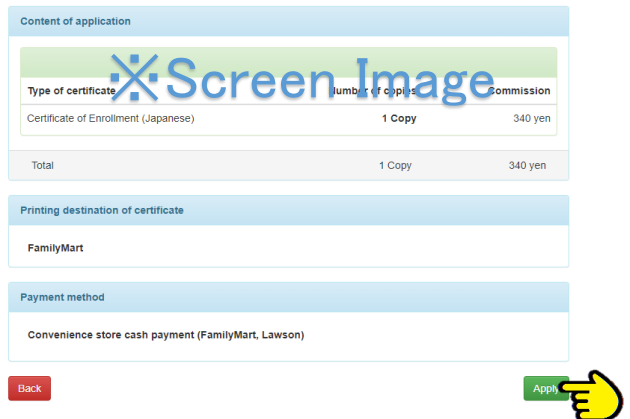 Content of application
※Screen Image
Type of certificate Number of copies Commission
Certificate of Enrollment (Japanese) 1 Copy 340 yen
Total 1 Copy 340 yen
Printing destination of certificate
FamilyMart
Payment method
Convenience store cash payment (FamilyMart, Lawson)
Back Apply